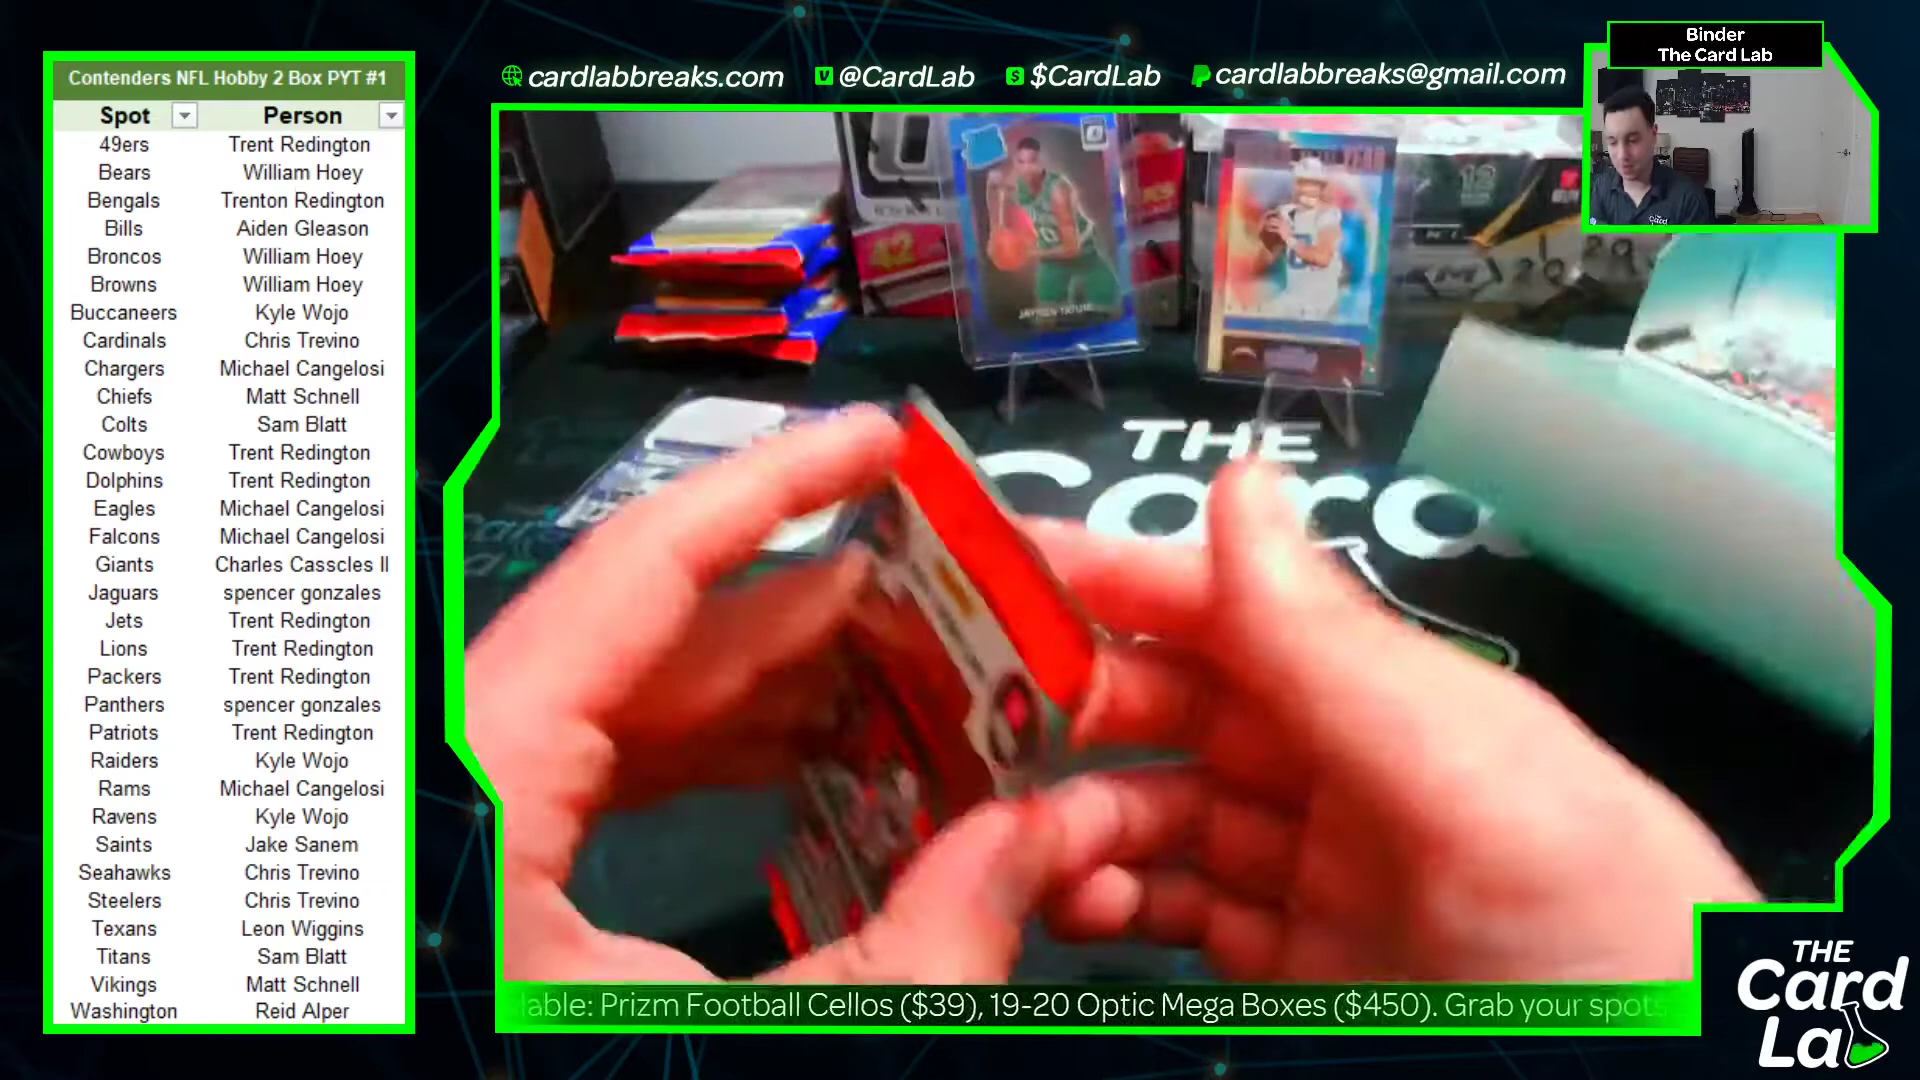 Contenders NFL Hobby 2 Box PYT #1
Spot Person
49ers Trent Redington
Bears William Hoey
Bengals Trenton Redington
Bills Aiden Gleason
Broncos William Hoey
Browns William Hoey
Buccaneers Kyle Wojo
Cardinals Chris Trevino
Chargers Michael Cangelosi
Chiefs Matt Schnell
Colts Sam Blatt
Cowboys Trent Redington
Dolphins Trent Redington
Eagles Michael Cangelosi
Falcons Michael Cangelosi
Giants Charles Casscles II
Jaguars spencer gonzales
Jets Trent Redington
Lions Trent Redington
Packers Trent Redington
Panthers spencer gonzales
Patriots Trent Redington
Raiders Kyle Wojo
Rams Michael Cangelosi
Ravens Kyle Wojo
Saints Jake Sanem
Seahawks Chris Trevino
Steelers Chris Trevino
Texans Leon Wiggins
Titans Sam Blatt
Vikings Matt Schnell
Washington Reid Alper
cardlabbreaks.com @CardLab $CardLab cardlabbreaks@gmail.com
Binder
The Card Lab
42
THE
Card
lable: Prizm Football Cellos ($39), 19-20 Optic Mega Boxes ($450). Grab your spots
THE
Card
Lab